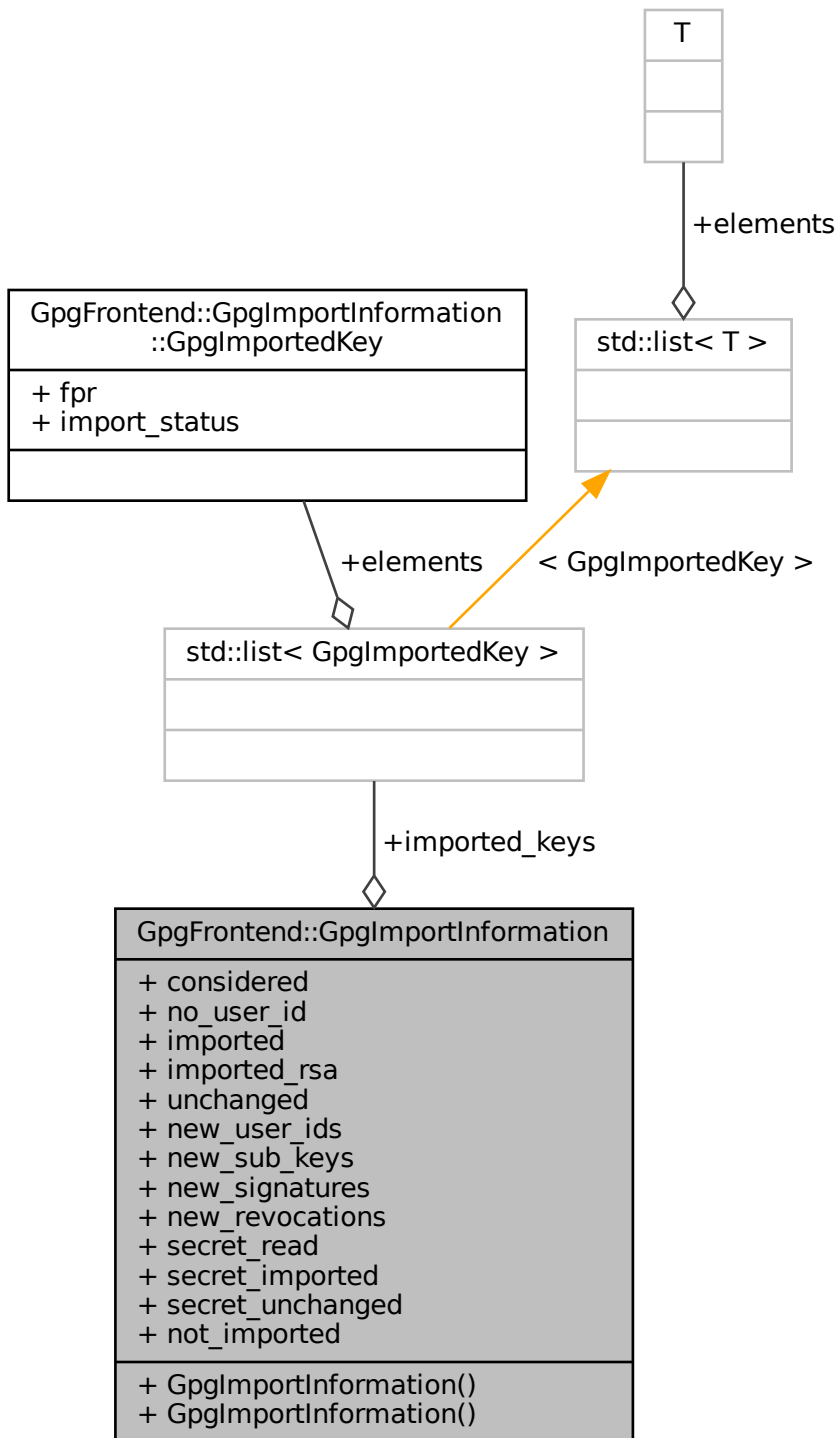 T
+elements
GpgFrontend::GpgImportInformation
::GpgImportedKey
+ fpr
+ import_status
std::list< T >
+elements
< GpgImportedKey >
std::list< GpgImportedKey >
+imported_keys
GpgFrontend::GpgImportInformation
+ considered
+ no_user_id
+ imported
+ imported_rsa
+ unchanged
+ new_user_ids
+ new_sub_keys
+ new_signatures
+ new_revocations
+ secret_read
+ secret_imported
+ secret_unchanged
+ not_imported
+ GpgImportInformation()
+ GpgImportInformation()